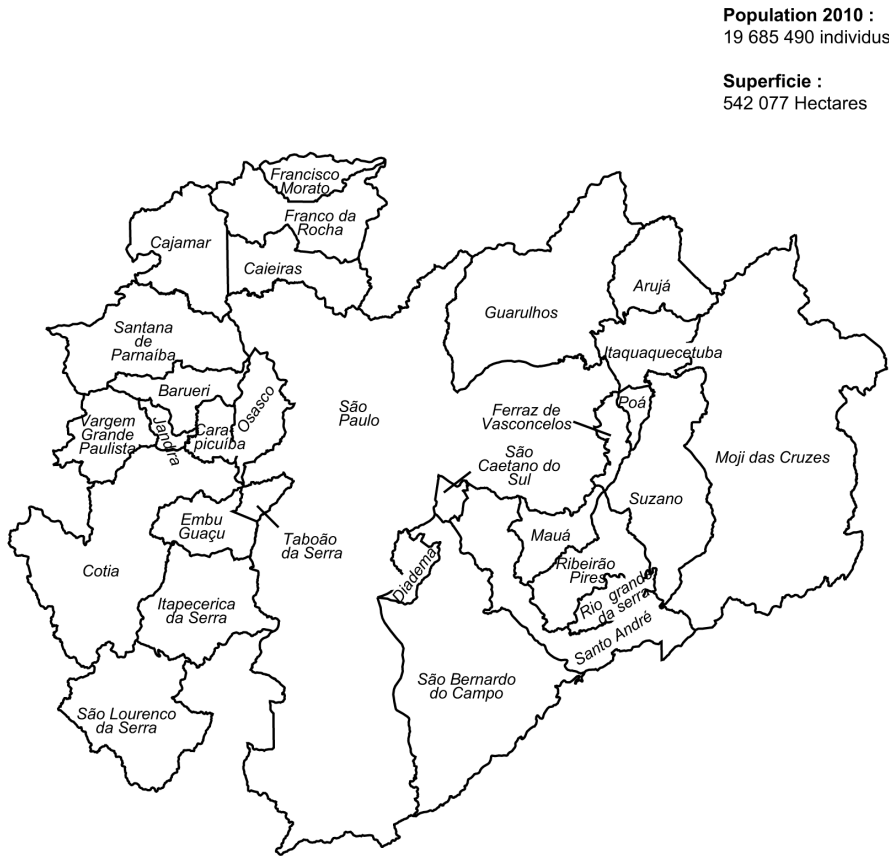 Population 2010 :
19 685 490 individus
Superficie :
542 077 Hectares
Francisco
Morato
Franco da
Rocha
Cajamar
Caieiras
Arujá
Guarulhos
Santana
de
Parnaíba
Itaquaquecetuba
Barueri
Osasco
São
Paulo
Poá
Ferraz de
Vasconcelos
Vargem
Grande
Paulista
Jandira
Cara-
picuíba
São
Caetano do
Sul
Moji das Cruzes
Suzano
Embu
Guaçu
Taboão
da Serra
Mauá
Cotia
Diadema
Ribeirão
Pires
Rio grande
da serra
Itapecerica
da Serra
Santo André
São Bernardo
do Campo
São Lourenco
da Serra